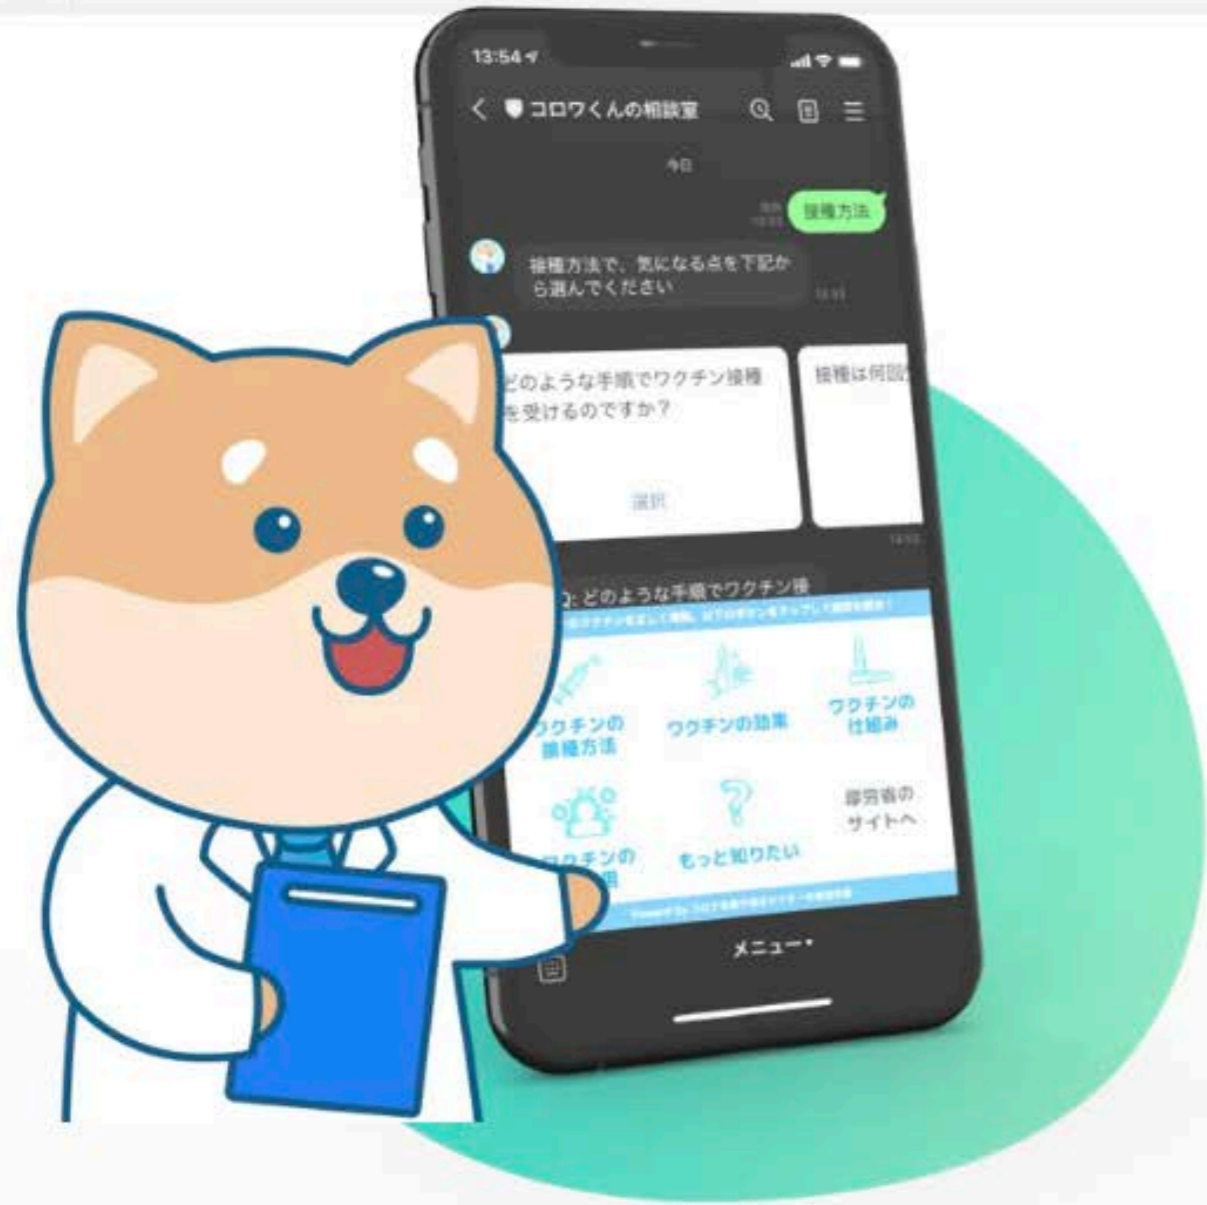 13:54
コロワくんの相談室
今日
接種方法
接種方法で、気になる点を下記か
ら選んでください
どのような手順でワクチン接種
を受けるのですか？
選択
接種は何回
Q: どのような手順でワクチン接
ワクチンの
接種方法
ワクチンの効果
ワクチンの
仕組み
ワクチンの
もっと知りたい
厚労省の
サイトへ
メニュー